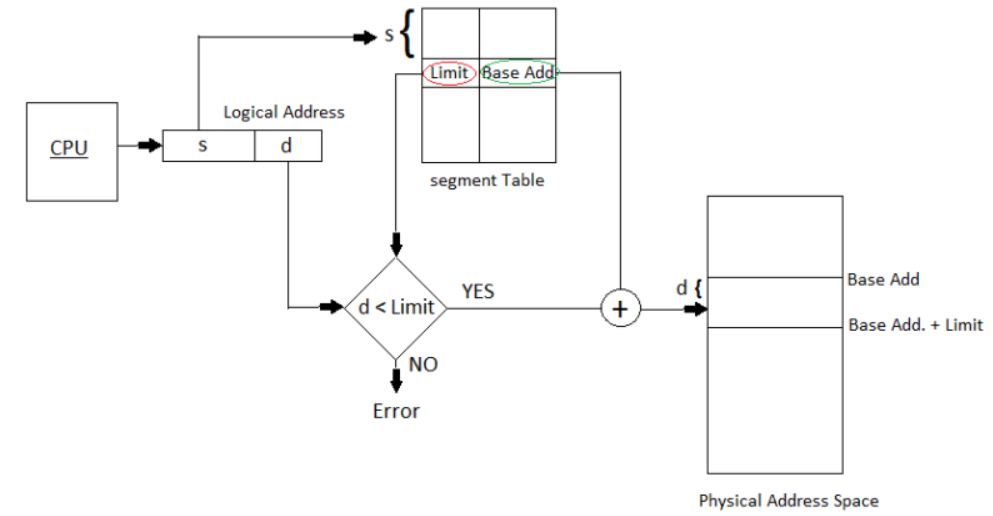 s {
Limit Base Add
Logical Address
CPU
s d
segment Table
d < Limit
YES
+
d {
Base Add
Base Add. + Limit
NO
Error
Physical Address Space